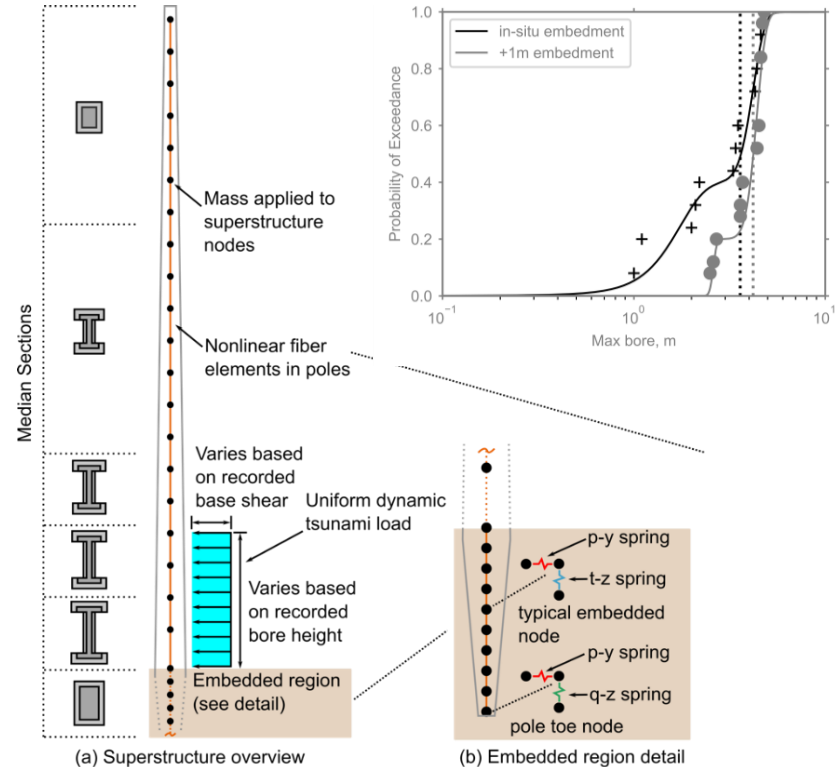 in-situ embedment
+1m embedment
1.0
0.8
0.6
0.4
0.2
0.0
Probability of Exceedance
10⁻¹
10⁰
10¹
Max bore, m
Median Sections
Mass applied to
superstructure
nodes
Nonlinear fiber
elements in poles
Varies based
on recorded
base shear
Uniform dynamic
tsunami load
Varies based
on recorded
bore height
Embedded region
(see detail)
(a) Superstructure overview
p-y spring
t-z spring
typical embedded
node
p-y spring
q-z spring
pole toe node
(b) Embedded region detail